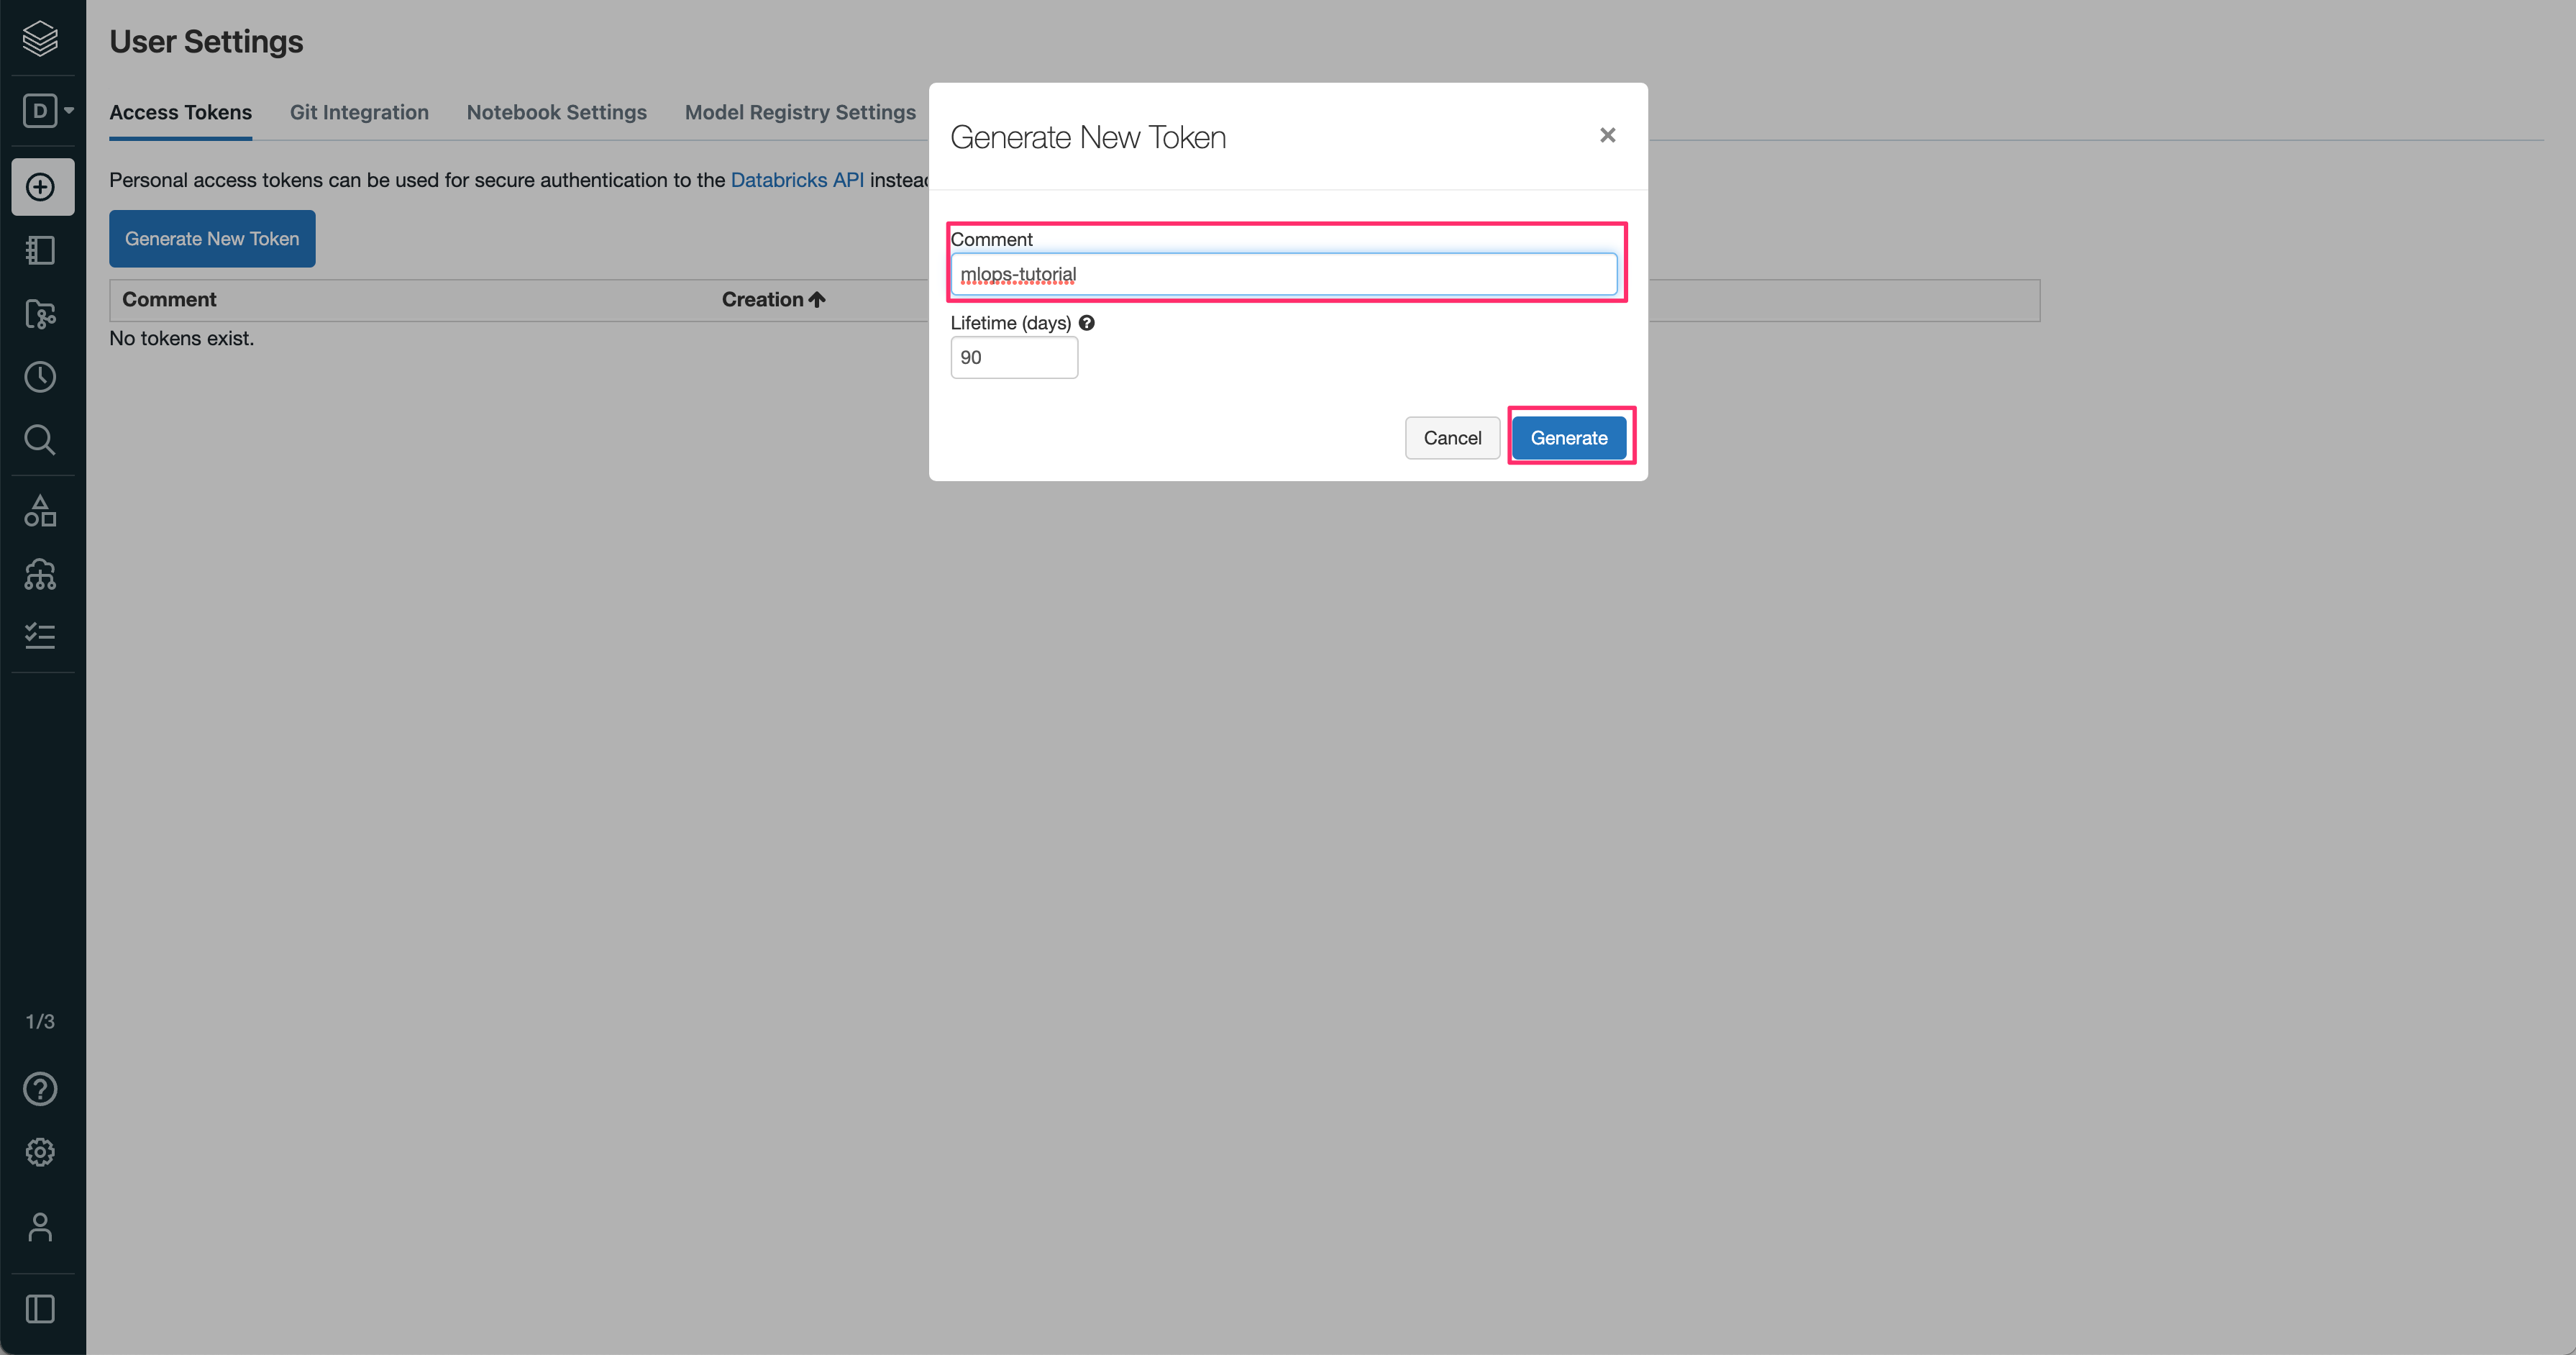 User Settings
D
Access Tokens Git Integration Notebook Settings Model Registry Settings
Personal access tokens can be used for secure authentication to the Databricks API instead
Generate New Token
Comment Creation
No tokens exist.
Generate New Token
×
Comment
mlops-tutorial
Lifetime (days) ?
90
Cancel Generate
1/3
?